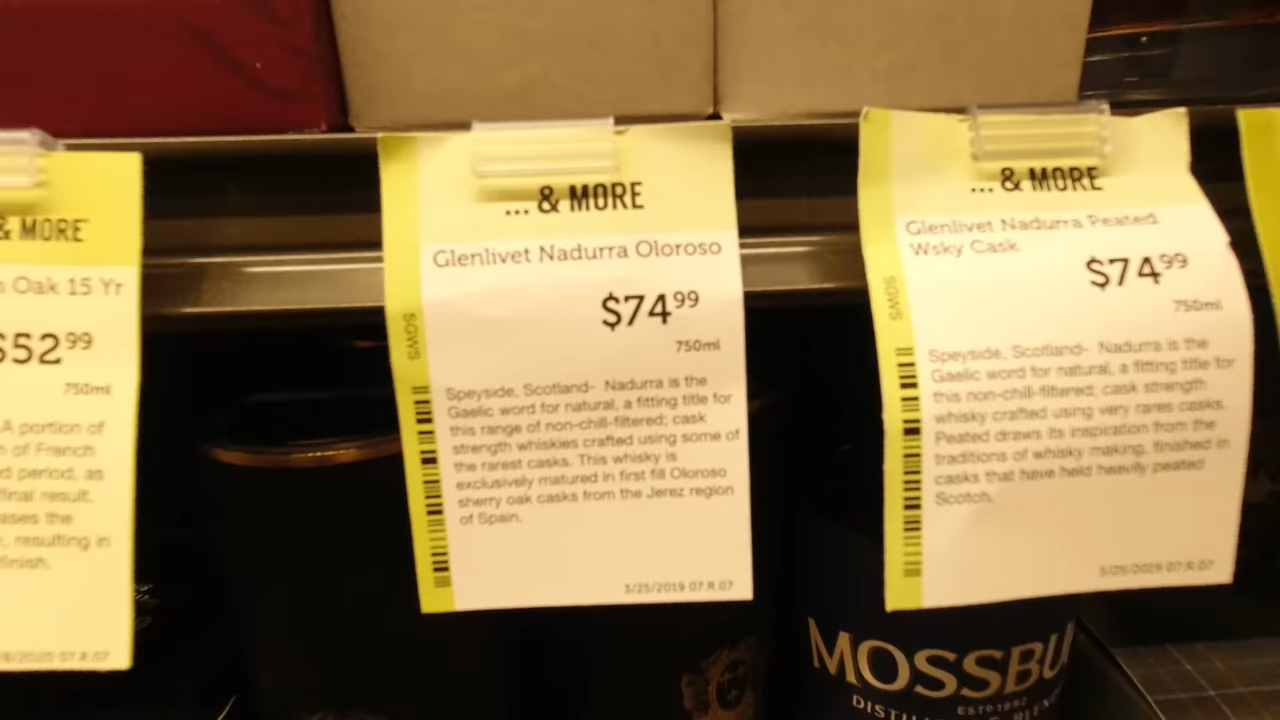 & MORE
Oak 15 Yr
$52 99
750ml
A portion of
of French
period, as
final result.
resulting in
finish.
... & MORE
Glenlivet Nadurra Oloroso
$74 99
750ml
SGWS
Speyside, Scotland- Nadurra is the
Gaelic word for natural, a fitting title for
this range of non-chill-filtered; cask
strength whiskies crafted using some of
the rarest casks. This whisky is
exclusively matured in first fill Oloroso
sherry oak casks from the Jerez region
of Spain.
3/25/2019 07.R.07
... & MORE
Glenlivet Nadurra Peated
Wsky Cask
$74 99
750ml
SGWS
Speyside, Scotland- Nadurra is the
Gaelic word for natural, a fitting title for
this non-chill-filtered; cask strength
whisky crafted using very rares casks.
Peated draws its inspiration from the
traditions of whisky making, finished in
casks that have held heavily peated
Scotch.
3/25/2019 07.R.07
MOSSBU
ESTD 1992